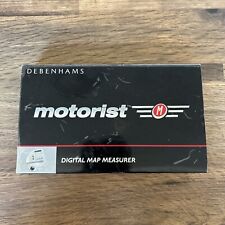 DEBENHAMS
motorist M
DIGITAL MAP MEASURER